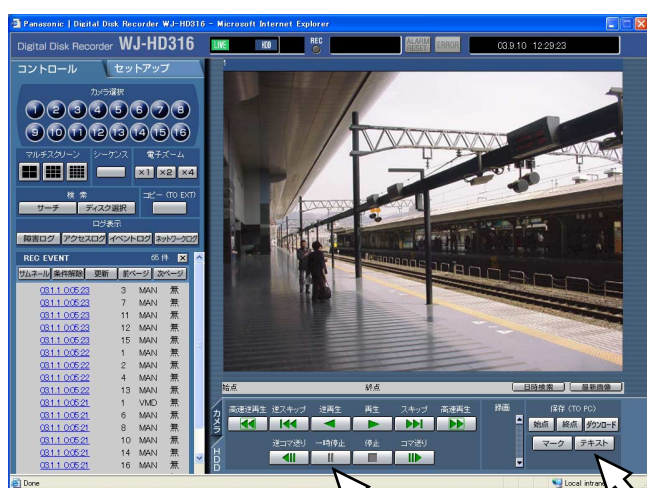 Panasonic | Digital Disk Recorder WJ-HD316 - Microsoft Internet Explorer
Digital Disk Recorder WJ-HD316
LIVE HDD REC ALARM RESET ERROR 03.9.10 12:29:23
コントロール セットアップ
1
カメラ選択
1 2 3 4 5 6 7 8
9 10 11 12 13 14 15 16
マルチスクリーン シーケンス 電子ズーム
×1 ×2 ×4
検索 コピー (TO EXT)
サーチ ディスク選択
ログ表示
障害ログ アクセスログ イベントログ ネットワークログ
REC EVENT 65 件 X
サムネール 条件解除 更新 前ページ 次ページ
03.1.1 0:05:23 3 MAN 無
03.1.1 0:05:23 7 MAN 無
03.1.1 0:05:23 11 MAN 無
03.1.1 0:05:23 12 MAN 無
03.1.1 0:05:23 15 MAN 無
03.1.1 0:05:22 1 MAN 無
03.1.1 0:05:22 2 MAN 無
03.1.1 0:05:22 4 MAN 無
03.1.1 0:05:22 13 MAN 無
03.1.1 0:05:21 1 VMD 無
03.1.1 0:05:21 6 MAN 無
03.1.1 0:05:21 8 MAN 無
03.1.1 0:05:21 10 MAN 無
03.1.1 0:05:21 14 MAN 無
03.1.1 0:05:21 16 MAN 無
始点 終点 日時検索 最新画像
カメラ
HDD
高速逆再生 逆スキップ 逆再生 再生 スキップ 高速再生
逆コマ送り 一時停止 停止 コマ送り
録画
保存 (TO PC)
始点 終点 ダウンロード
マーク テキスト
Done Local intran